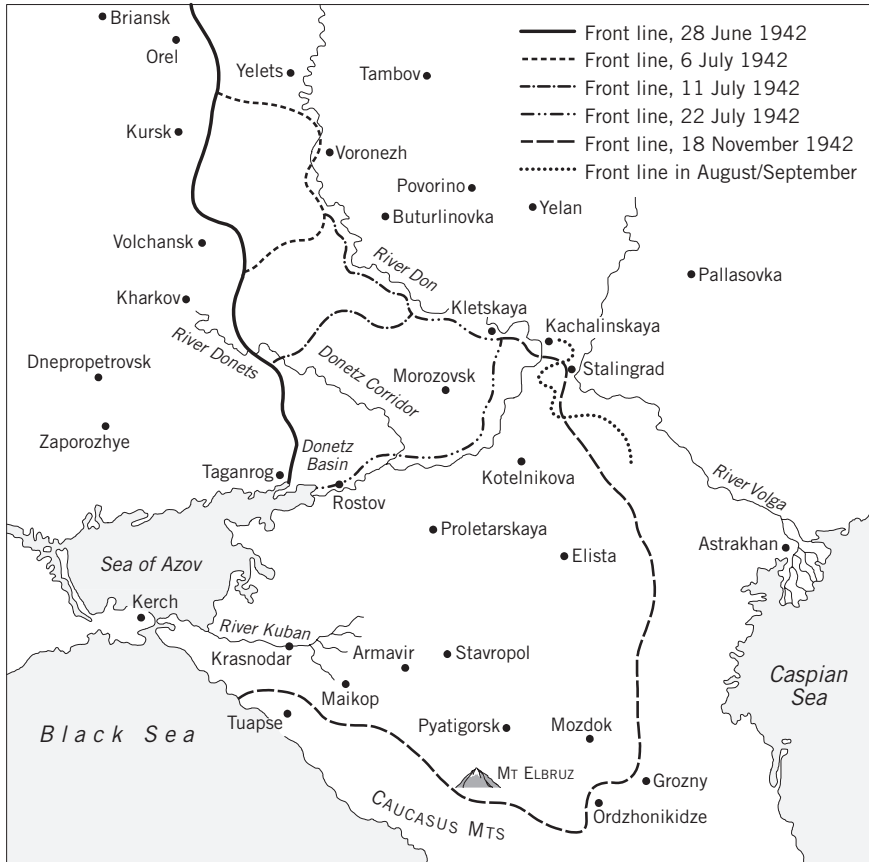 Briansk
Orel
Yelets
Tambov
Kursk
Voronezh
Povorino
Buturlinovka
Yelan
Volchansk
River Don
Pallasovka
Kharkov
Kletskaya
Kachalinskaya
River Donets
Donetz Corridor
Stalingrad
Dnepropetrovsk
Morozovsk
Zaporozhye
Donetz
Basin
Taganrog
Rostov
Kotelnikova
River Volga
Proletarskaya
Elista
Astrakhan
Sea of Azov
Kerch
River Kuban
Krasnodar
Armavir
Stavropol
Maikop
Caspian
Sea
Black Sea
Tuapse
Pyatigorsk
Mozdok
MT ELBRUZ
Grozny
Ordzhonikidze
CAUCASUS MTS
Front line, 28 June 1942
Front line, 6 July 1942
Front line, 11 July 1942
Front line, 22 July 1942
Front line, 18 November 1942
Front line in August/September